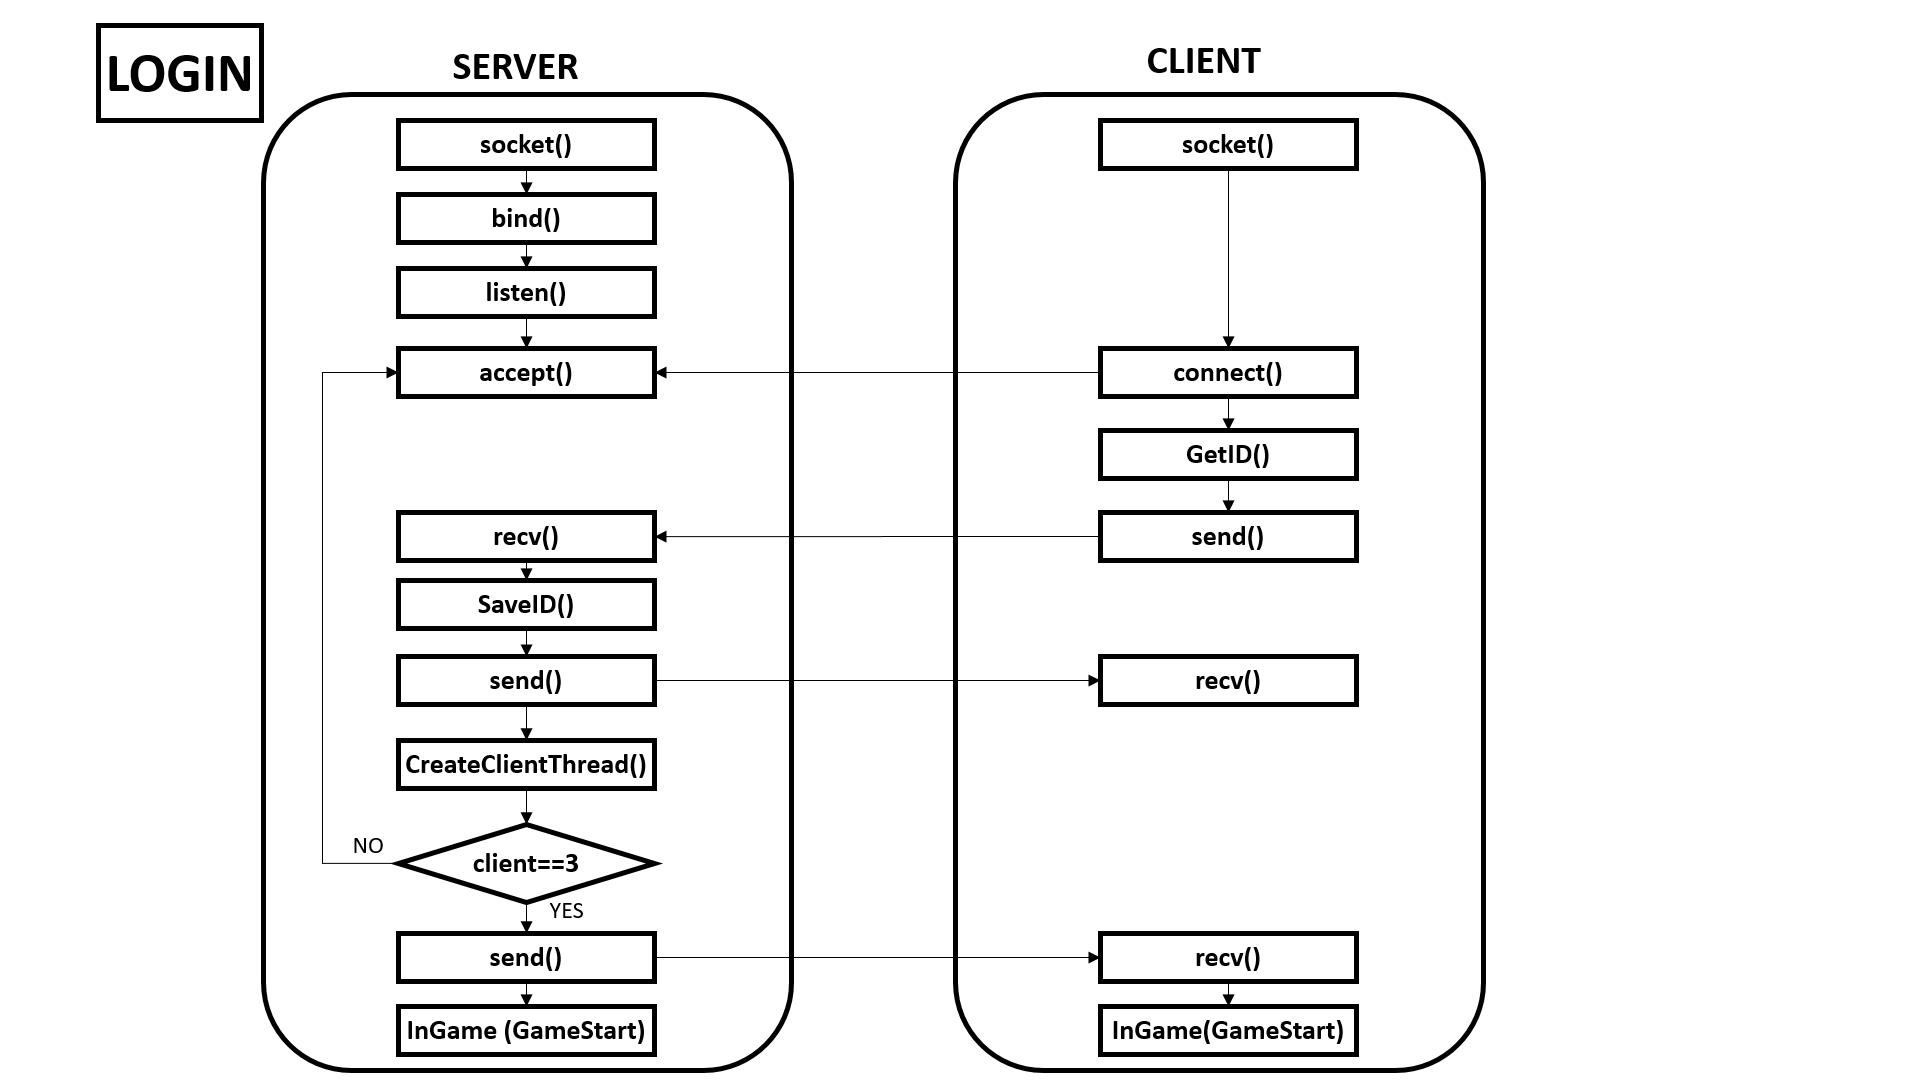 LOGIN
SERVER
socket()
bind()
listen()
accept()
recv()
SaveID()
send()
CreateClientThread()
NO
client==3
YES
send()
InGame (GameStart)
CLIENT
socket()
connect()
GetID()
send()
recv()
recv()
InGame(GameStart)